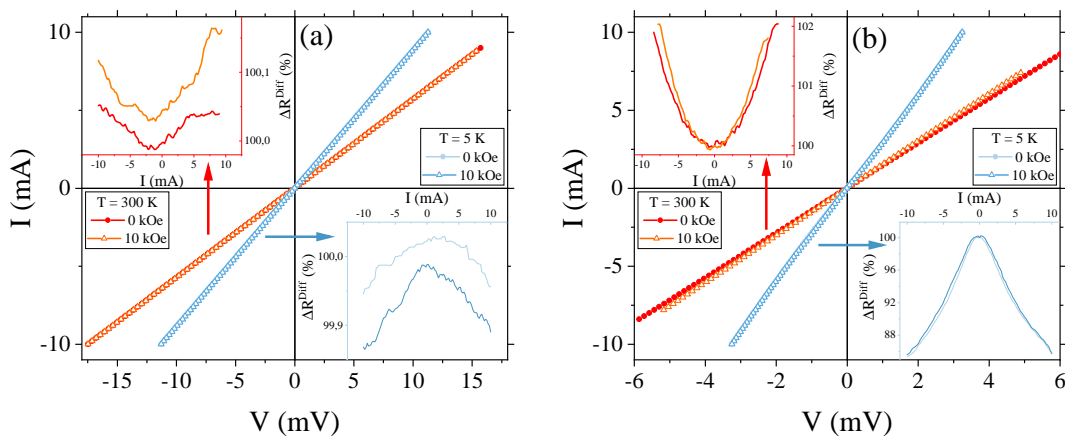 (a)
I (mA)
V (mV)
10
5
0
-5
-10
-15
-10
-5
0
5
10
15
T = 300 K
0 kOe
10 kOe
T = 5 K
0 kOe
10 kOe
ΔR^Diff (%)
100,1
100,0
I (mA)
-10
-5
0
5
10
I (mA)
-10
0
10
ΔR^Diff (%)
100,0
99,9
(b)
I (mA)
V (mV)
10
5
0
-5
-10
-6
-4
-2
0
2
4
6
T = 300 K
0 kOe
10 kOe
T = 5 K
0 kOe
10 kOe
ΔR^Diff (%)
102
101
100
I (mA)
-10
-5
0
5
10
I (mA)
-10
-5
0
5
10
ΔR^Diff (%)
100
96
92
88